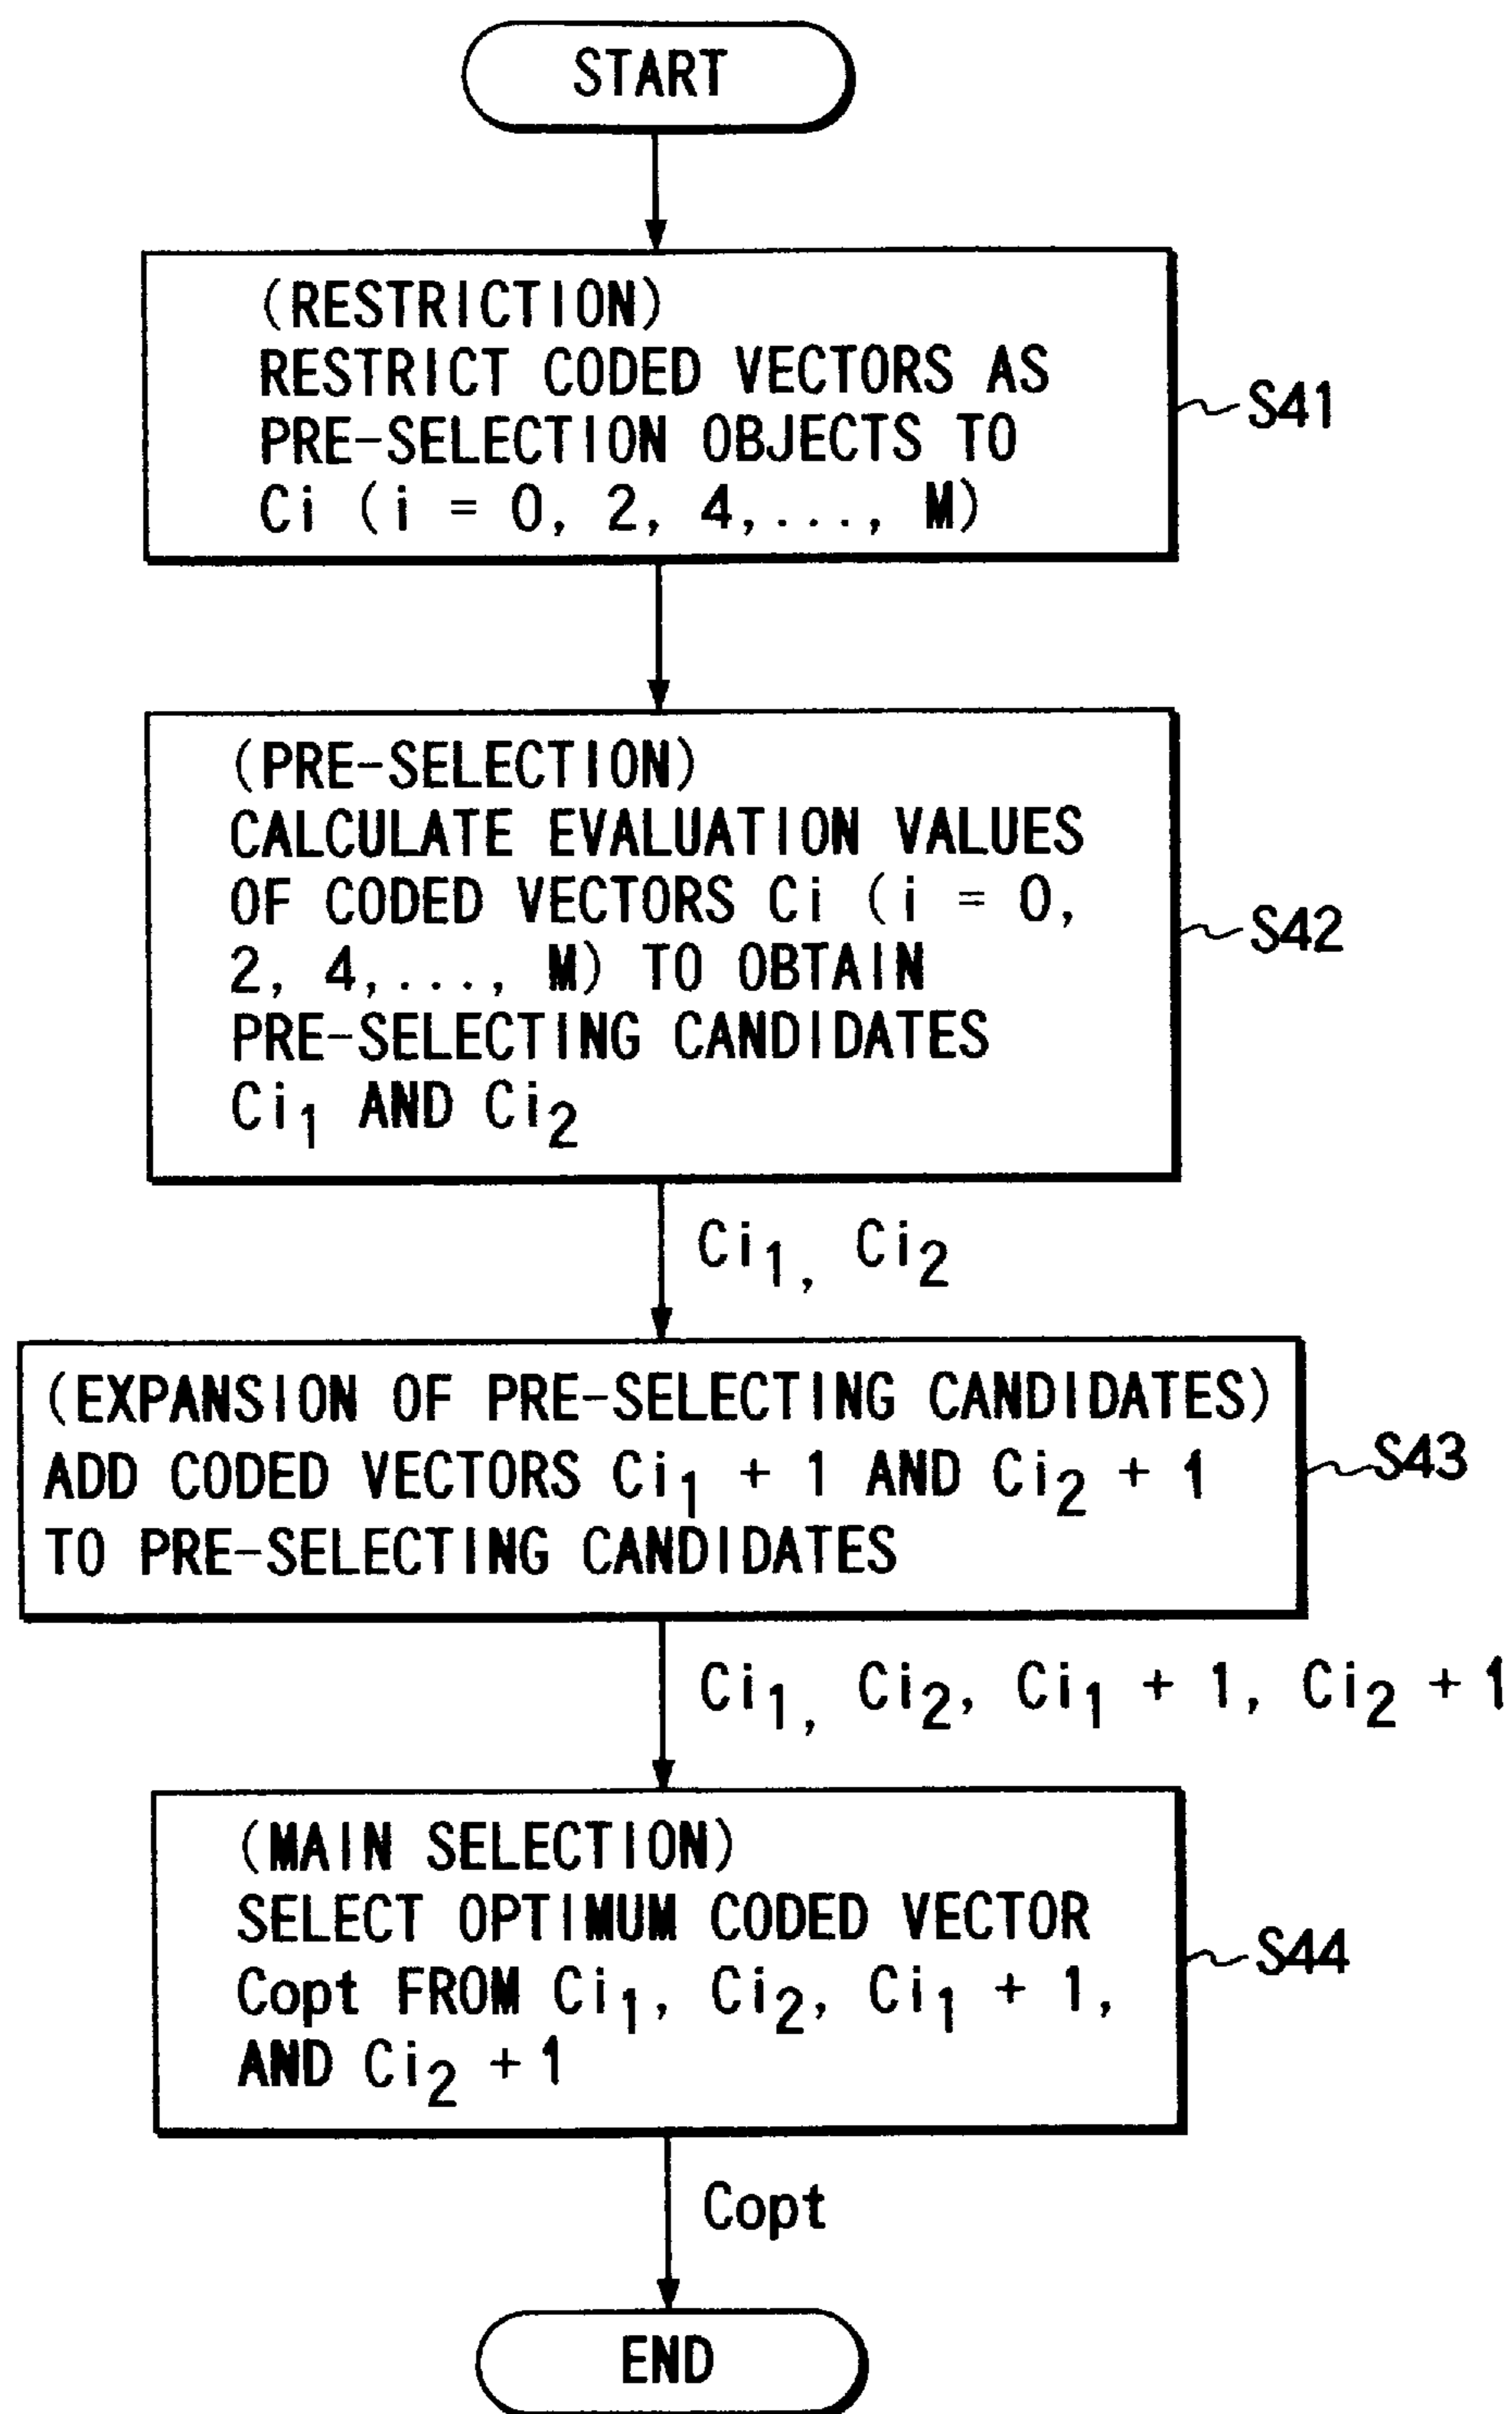 START
(RESTRICTION)
RESTRICT CODED VECTORS AS
PRE-SELECTION OBJECTS TO
Ci (i = 0, 2, 4,..., M)
S41
(PRE-SELECTION)
CALCULATE EVALUATION VALUES
OF CODED VECTORS Ci (i = 0,
2, 4,..., M) TO OBTAIN
PRE-SELECTING CANDIDATES
Ci₁ AND Ci₂
S42
Ci₁, Ci₂
(EXPANSION OF PRE-SELECTING CANDIDATES)
ADD CODED VECTORS Ci₁ + 1 AND Ci₂ + 1
TO PRE-SELECTING CANDIDATES
S43
Ci₁, Ci₂, Ci₁ + 1, Ci₂ + 1
(MAIN SELECTION)
SELECT OPTIMUM CODED VECTOR
Copt FROM Ci₁, Ci₂, Ci₁ + 1,
AND Ci₂ + 1
S44
Copt
END